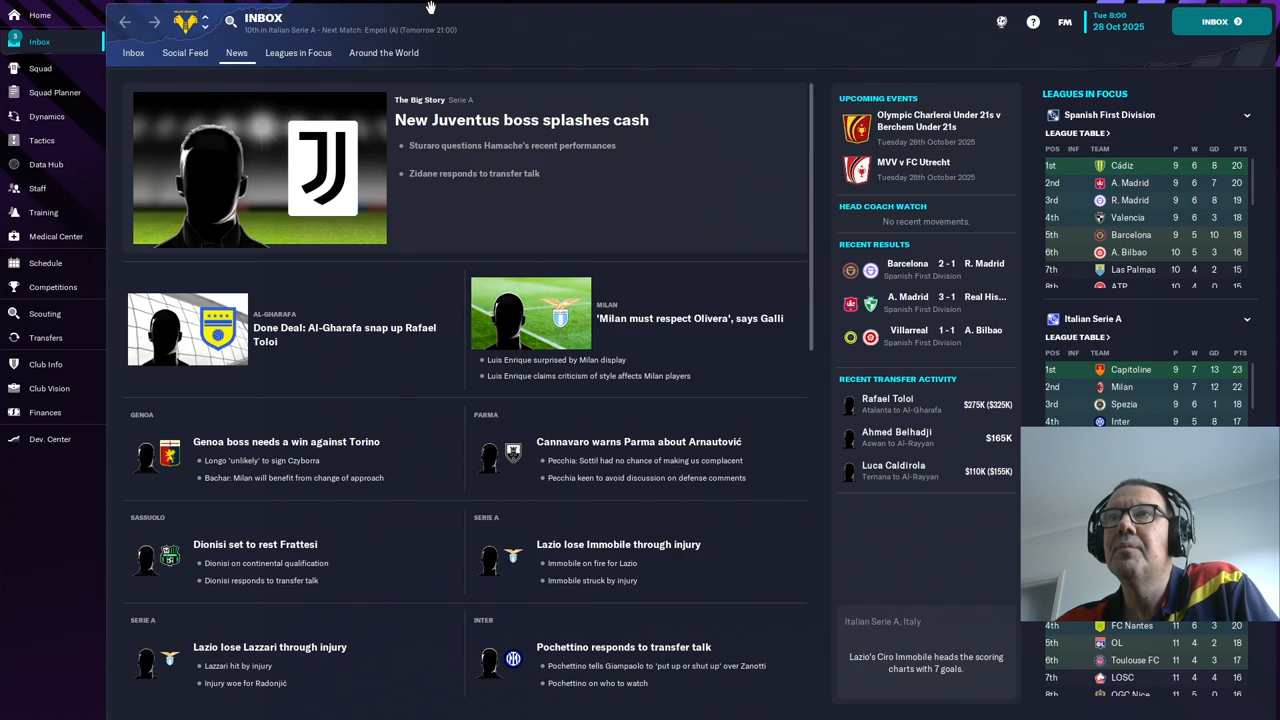 Home
3
Inbox
Squad
Squad Planner
Dynamics
Tactics
Data Hub
Staff
Training
Medical Center
Schedule
Competitions
Scouting
Transfers
Club Info
Club Vision
Finances
Dev. Center
INBOX
10th in Italian Serie A - Next Match: Empoli (A) (Tomorrow 21:00)
FM
Tue 8:00
28 Oct 2025
INBOX
Inbox
Social Feed
News
Leagues in Focus
Around the World
The Big Story Serie A
New Juventus boss splashes cash
Sturaro questions Hamache's recent performances
Zidane responds to transfer talk
AL-GHARAFA
Done Deal: Al-Gharafa snap up Rafael
Toloi
MILAN
'Milan must respect Olivera', says Galli
Luis Enrique surprised by Milan display
Luis Enrique claims criticism of style affects Milan players
GENOA
Genoa boss needs a win against Torino
Longo 'unlikely' to sign Czyborra
Bachar: Milan will benefit from change of approach
PARMA
Cannavaro warns Parma about Arnautović
Pecchia: Sottil had no chance of making us complacent
Pecchia keen to avoid discussion on defense comments
SASSUOLO
Dionisi set to rest Frattesi
Dionisi on continental qualification
Dionisi responds to transfer talk
SERIE A
Lazio lose Immobile through injury
Immobile on fire for Lazio
Immobile struck by injury
SERIE A
Lazio lose Lazzari through injury
Lazzari hit by injury
Injury woe for Radonjić
INTER
Pochettino responds to transfer talk
Pochettino tells Giampaolo to 'put up or shut up' over Zanotti
Pochettino on who to watch
UPCOMING EVENTS
Olympic Charleroi Under 21s v
Berchem Under 21s
Tuesday 28th October 2025
MVV v FC Utrecht
Tuesday 28th October 2025
HEAD COACH WATCH
No recent movements.
RECENT RESULTS
Barcelona 2 - 1 R. Madrid
Spanish First Division
A. Madrid 3 - 1 Real His...
Spanish First Division
Villarreal 1 - 1 A. Bilbao
Spanish First Division
RECENT TRANSFER ACTIVITY
Rafael Toloi
Atalanta to Al-Gharafa
$275K ($325K)
Ahmed Belhadji
Aswan to Al-Rayyan
$165K
Luca Caldirola
Ternana to Al-Rayyan
$110K ($155K)
Italian Serie A, Italy
Lazio's Ciro Immobile heads the scoring
charts with 7 goals.
LEAGUES IN FOCUS
Spanish First Division
LEAGUE TABLE
POS INF TEAM P W GD PTS
1st Cádiz 9 6 8 20
2nd A. Madrid 9 6 7 20
3rd R. Madrid 9 6 8 19
4th Valencia 9 6 3 18
5th Barcelona 9 5 10 18
6th A. Bilbao 10 5 3 16
7th Las Palmas 10 4 2 15
8th ATP 10 4 1 15
Italian Serie A
LEAGUE TABLE
POS INF TEAM P W GD PTS
1st Capitoline 9 7 13 23
2nd Milan 9 7 12 22
3rd Spezia 9 6 1 18
4th Inter 9 5 8 17
4th FC Nantes 11 6 3 19
5th OL 11 4 2 18
6th Toulouse FC 11 4 3 17
7th LOSC 11 4 4 16
8th OGC Nice 11 5 0 16